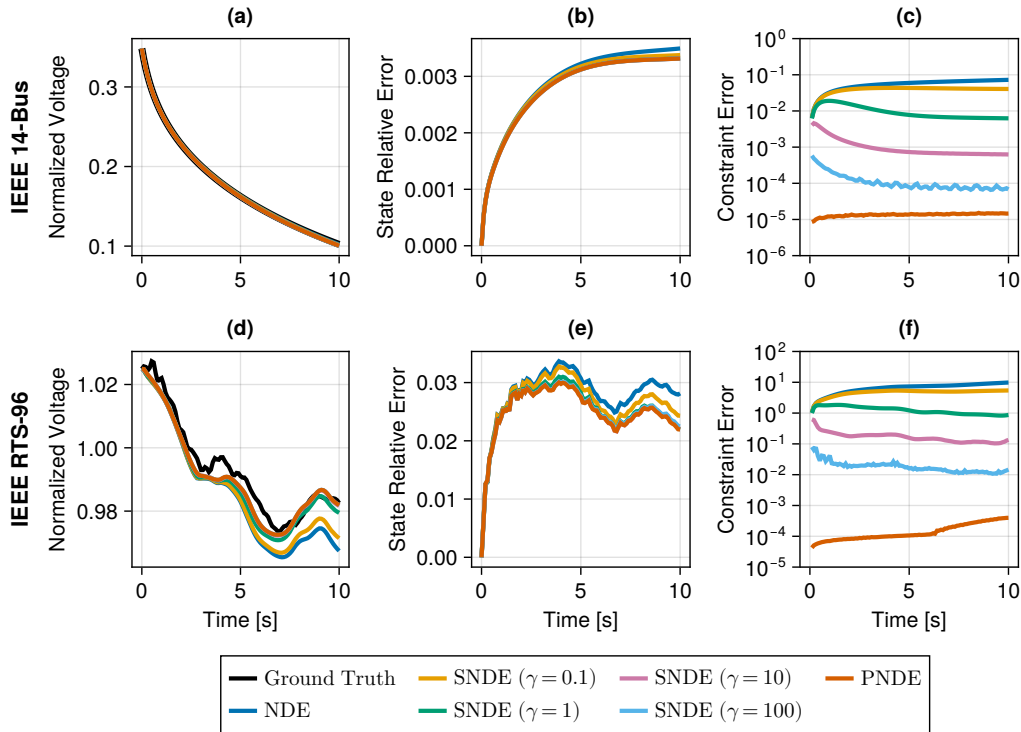 (a) (b) (c)
IEEE 14-Bus
Normalized Voltage
0.3
0.2
0.1
0 5 10
State Relative Error
0.003
0.002
0.001
0.000
0 5 10
Constraint Error
10^0
10^-1
10^-2
10^-3
10^-4
10^-5
10^-6
0 5 10
(d) (e) (f)
IEEE RTS-96
Normalized Voltage
1.02
1.00
0.98
0 5 10
Time [s]
State Relative Error
0.03
0.02
0.01
0.00
0 5 10
Time [s]
Constraint Error
10^2
10^1
10^0
10^-1
10^-2
10^-3
10^-4
10^-5
0 5 10
Time [s]
Ground Truth SNDE (γ = 0.1) SNDE (γ = 10) PNDE
NDE SNDE (γ = 1) SNDE (γ = 100)